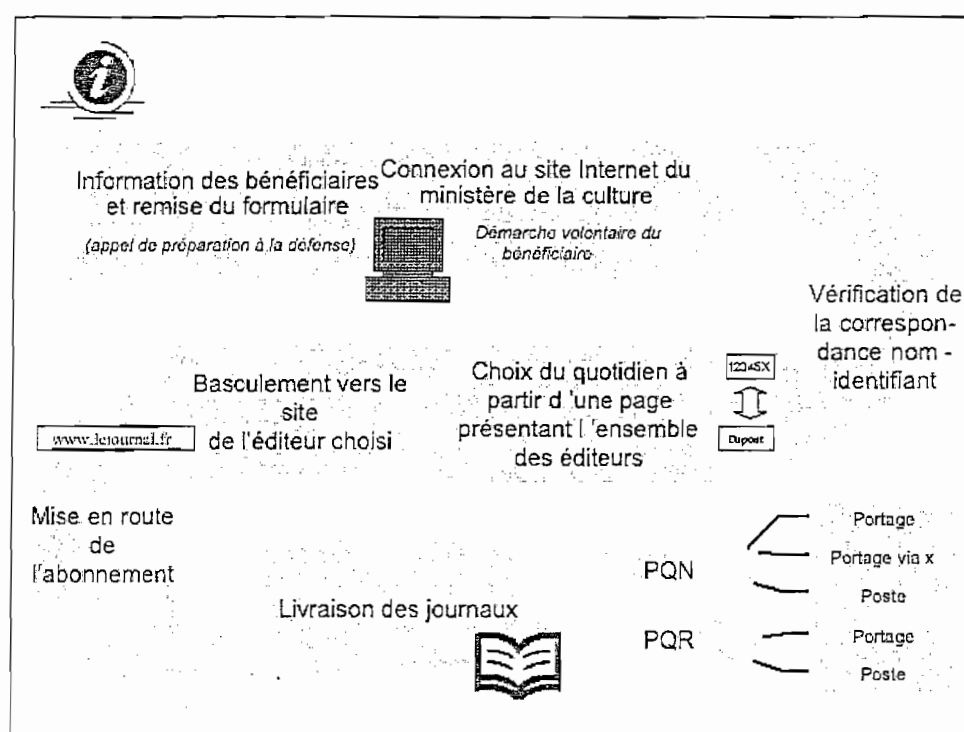 Information des bénéficiaires
et remise du formulaire
(appel de préparation à la défense)
Connexion au site Internet du
ministère de la culture
Démarche volontaire du
bénéficiaire
Vérification de
la correspon-
dance nom -
identifiant
12345X
Dupont
Choix du quotidien à
partir d 'une page
présentant l 'ensemble
des éditeurs
Basculement vers le
site
de l'éditeur choisi
www.lejournal.fr
Mise en route
de
l'abonnement
Livraison des journaux
PQN
Portage
Portage via x
Poste
PQR
Portage
Poste